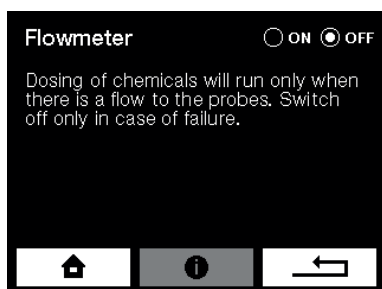 Flowmeter ON OFF
Dosing of chemicals will run only when
there is a flow to the probes. Switch
off only in case of failure.
i